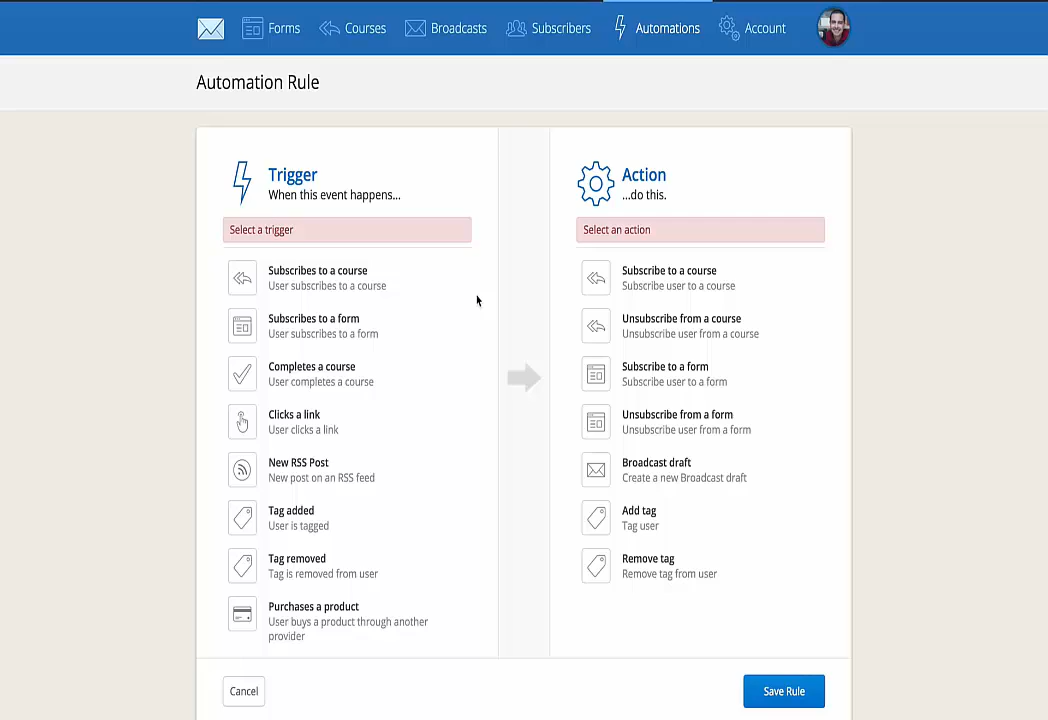 Forms Courses Broadcasts Subscribers Automations Account
Automation Rule
Trigger
When this event happens...
Select a trigger
Subscribes to a course
User subscribes to a course
Subscribes to a form
User subscribes to a form
Completes a course
User completes a course
Clicks a link
User clicks a link
New RSS Post
New post on an RSS feed
Tag added
User is tagged
Tag removed
Tag is removed from user
Purchases a product
User buys a product through another
provider
Action
...do this.
Select an action
Subscribe to a course
Subscribe user to a course
Unsubscribe from a course
Unsubscribe user from a course
Subscribe to a form
Subscribe user to a form
Unsubscribe from a form
Unsubscribe user from a form
Broadcast draft
Create a new Broadcast draft
Add tag
Tag user
Remove tag
Remove tag from user
Cancel
Save Rule